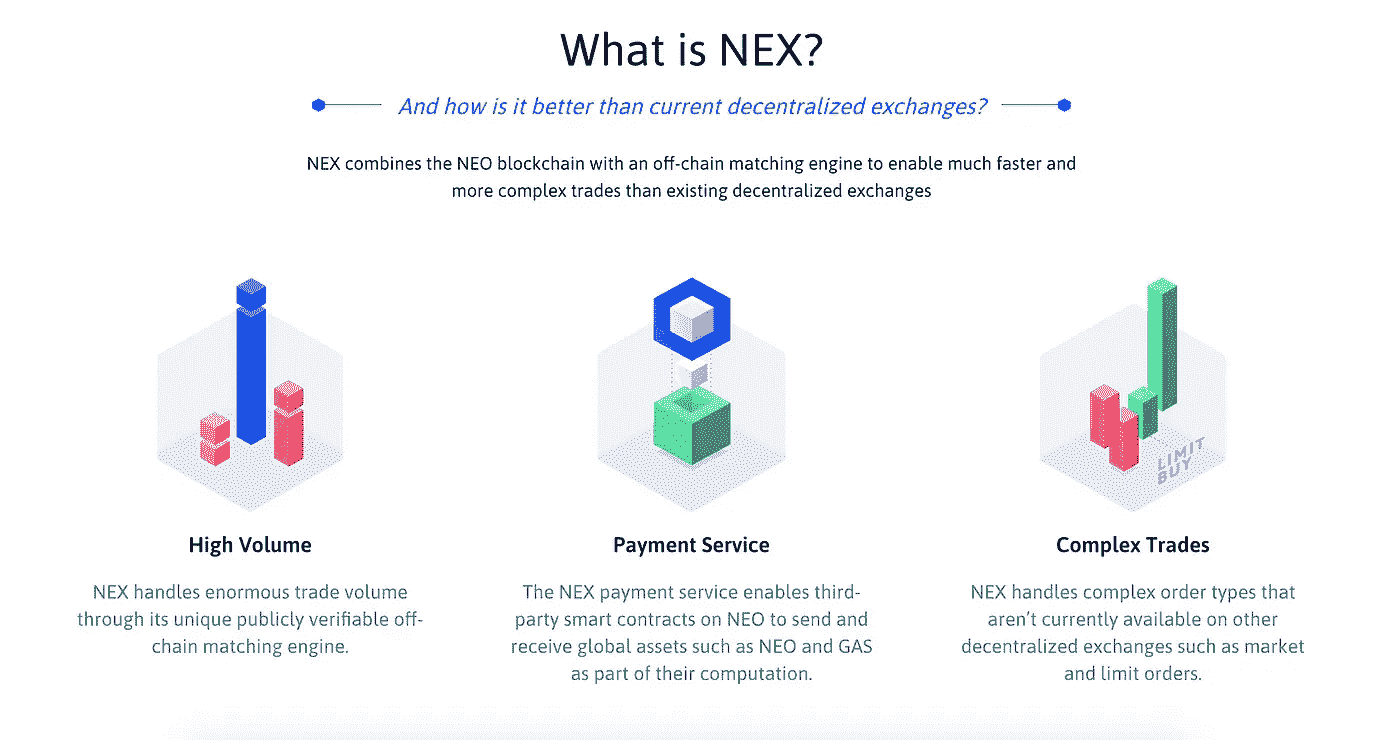 What is NEX?
And how is it better than current decentralized exchanges?
NEX combines the NEO blockchain with an off-chain matching engine to enable much faster and
more complex trades than existing decentralized exchanges
LIMIT
BUY
High Volume
NEX handles enormous trade volume
through its unique publicly verifiable off-
chain matching engine.
Payment Service
The NEX payment service enables third-
party smart contracts on NEO to send and
receive global assets such as NEO and GAS
as part of their computation.
Complex Trades
NEX handles complex order types that
aren’t currently available on other
decentralized exchanges such as market
and limit orders.